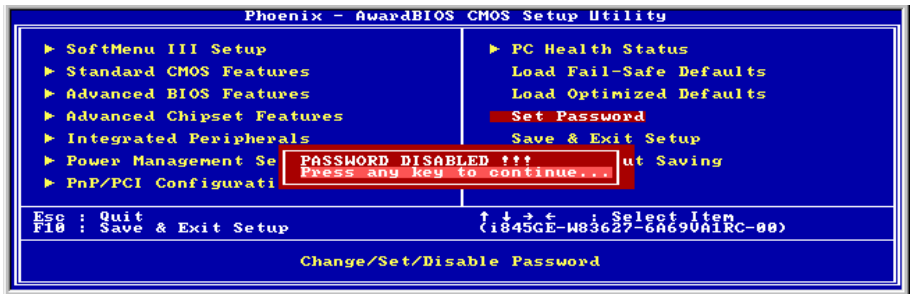 Phoenix - AwardBIOS CMOS Setup Utility
► SoftMenu III Setup
► Standard CMOS Features
► Advanced BIOS Features
► Advanced Chipset Features
► Integrated Peripherals
► Power Management Se
► PnP/PCI Configurati
► PC Health Status
Load Fail-Safe Defaults
Load Optimized Defaults
Set Password
Save & Exit Setup
ut Saving
PASSWORD DISABLED !!!
Press any key to continue...
Esc : Quit
F10 : Save & Exit Setup
↑ ↓ → ← : Select Item
(i845GE-W83627-6A69VA1RC-00)
Change/Set/Disable Password